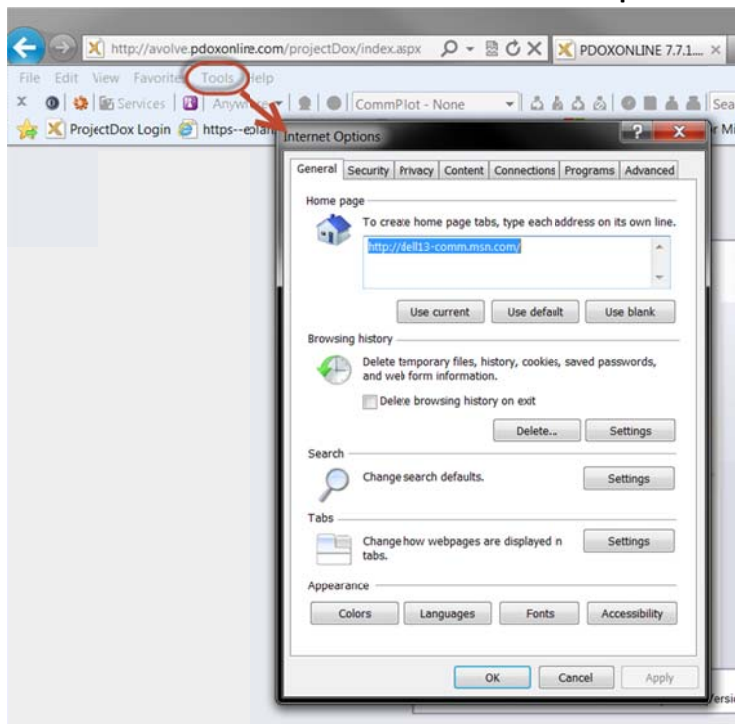 http://avolve.pdoxonlire.com/projectDox/index.aspx
PDOXONLINE 7.7.1....
File Edit View Favorites Tools Help
Services
CommPlot - None
Sea
ProjectDox Login
https--eplan
Internet Options
General Security Privacy Content Connections Programs Advanced
Home page
To create home page tabs, type each address on its own line.
http://dell13-comm.msn.com/
Use current Use default Use blank
Browsing history
Delete temporary files, history, cookies, saved passwords,
and web form information.
Delete browsing history on exit
Delete... Settings
Search
Change search defaults. Settings
Tabs
Change how webpages are displayed n
tabs.
Settings
Appearance
Colors Languages Fonts Accessibility
OK Cancel Apply